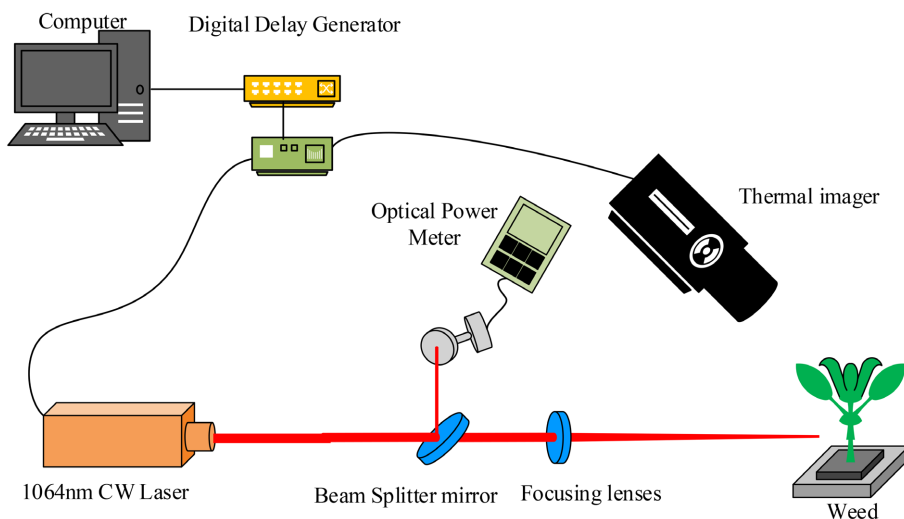 Computer
Digital Delay Generator
Thermal imager
Optical Power
Meter
1064nm CW Laser
Beam Splitter mirror
Focusing lenses
Weed